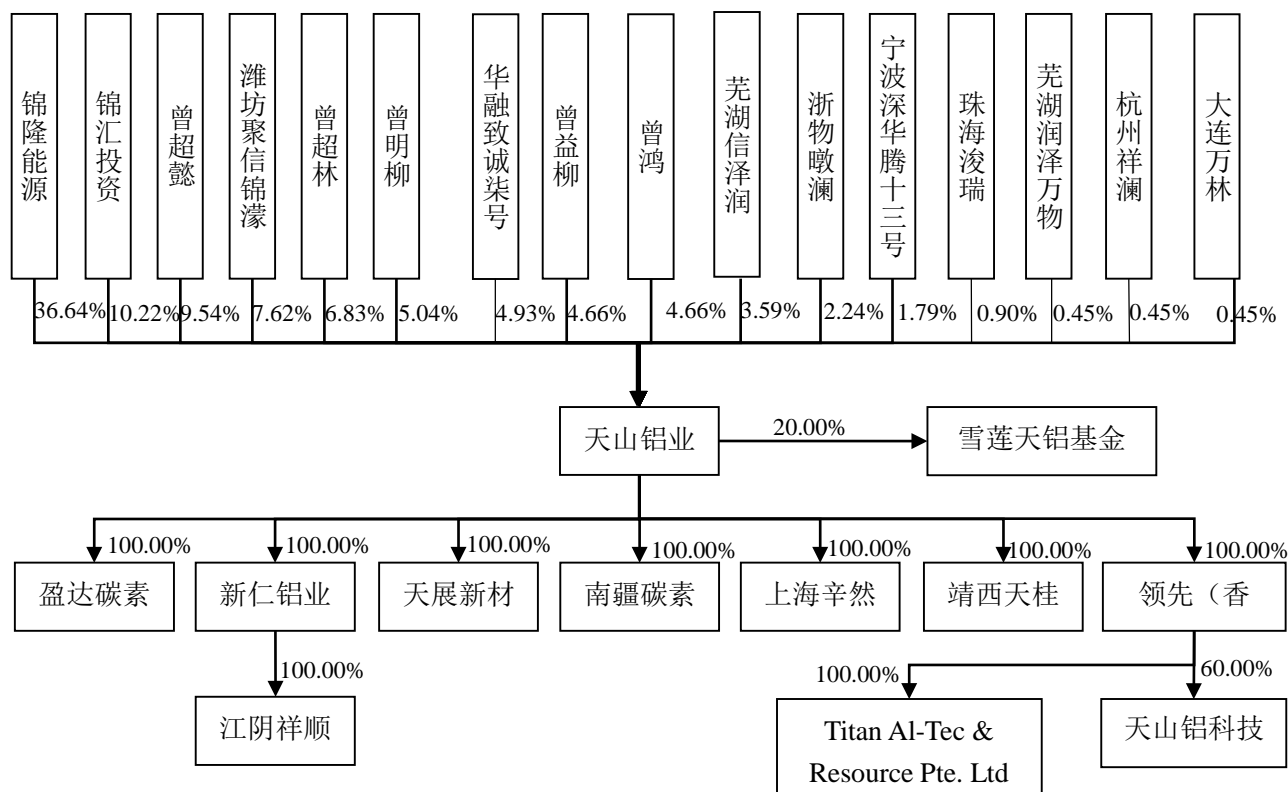 锦隆能源
锦汇投资
曾超懿
潍坊聚信锦濛
曾超林
曾明柳
华融致诚柒号
曾益柳
曾鸿
芜湖信泽润
浙物暾澜
宁波深华腾十三号
珠海浚瑞
芜湖润泽万物
杭州祥澜
大连万林
36.64%
10.22%
9.54%
7.62%
6.83%
5.04%
4.93%
4.66%
4.66%
3.59%
2.24%
1.79%
0.90%
0.45%
0.45%
0.45%
天山铝业
20.00%
雪莲天铝基金
100.00%
100.00%
100.00%
100.00%
100.00%
100.00%
100.00%
盈达碳素
新仁铝业
天展新材
南疆碳素
上海辛然
靖西天桂
领先（香
100.00%
100.00%
60.00%
江阴祥顺
Titan Al-Tec &
Resource Pte. Ltd
天山铝科技